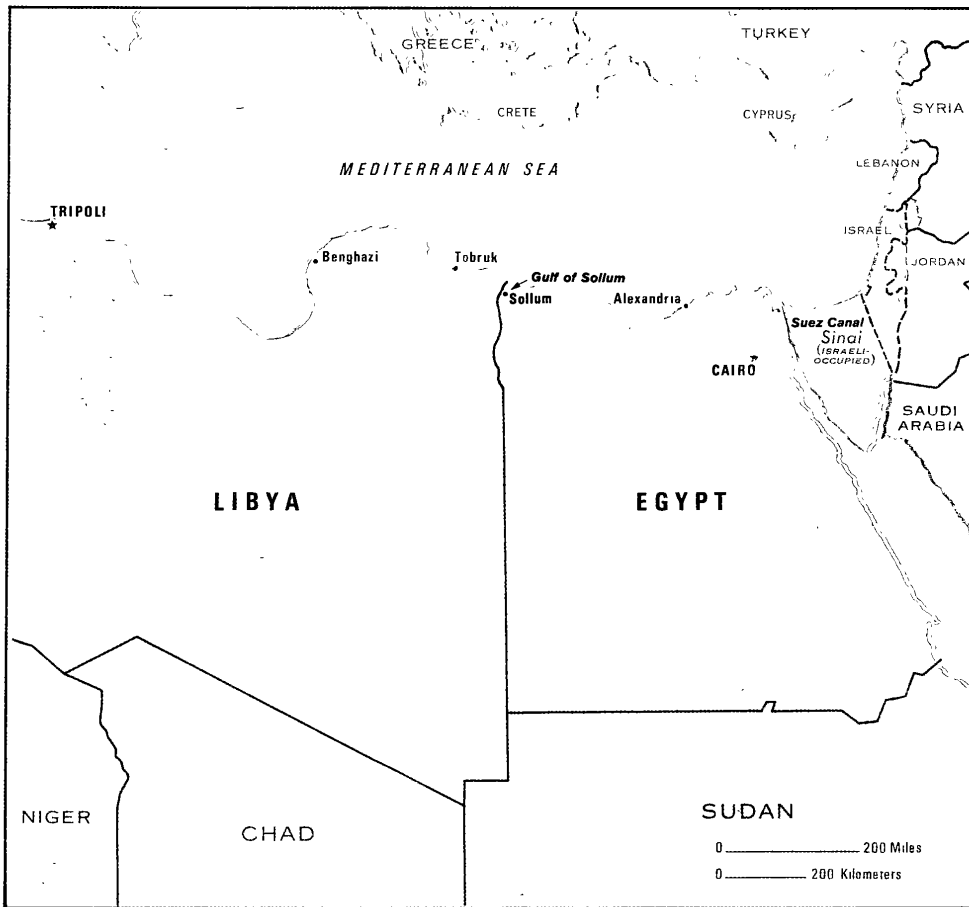 GREECE
TURKEY
CRETE
CYPRUS
SYRIA
MEDITERRANEAN SEA
LEBANON
TRIPOLI
ISRAEL
Benghazi
Tobruk
JORDAN
Gulf of Sollum
Sollum
Alexandria
Suez Canal
Sinai
(ISRAELI-
OCCUPIED)
CAIRO
SAUDI
ARABIA
LIBYA
EGYPT
NIGER
CHAD
SUDAN
0 200 Miles
0 200 Kilometers